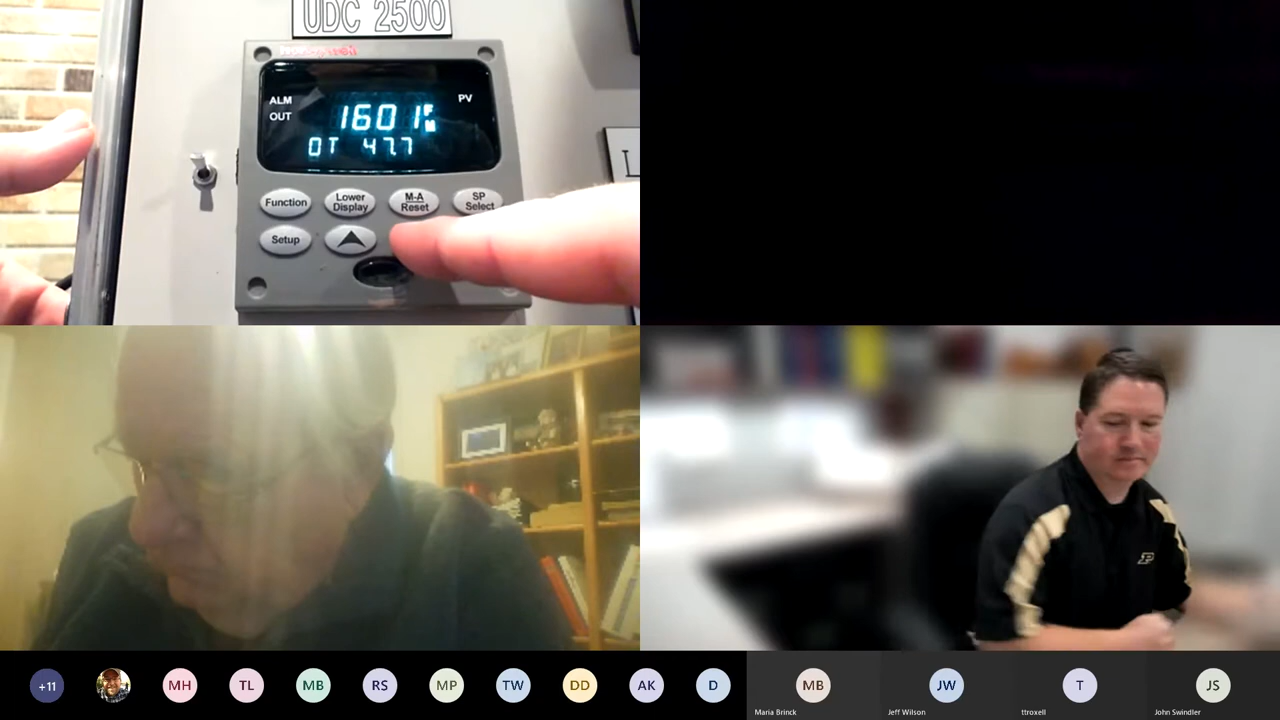 UDC 2500
Honeywell
ALM
OUT
PV
1601 F
M
OT 47.7
Function
Lower
Display
M-A
Reset
SP
Select
Setup
L
P
+11
MH
TL
MB
RS
MP
TW
DD
AK
D
MB
JW
T
JS
Maria Brinck
Jeff Wilson
ttroxell
John Swindler